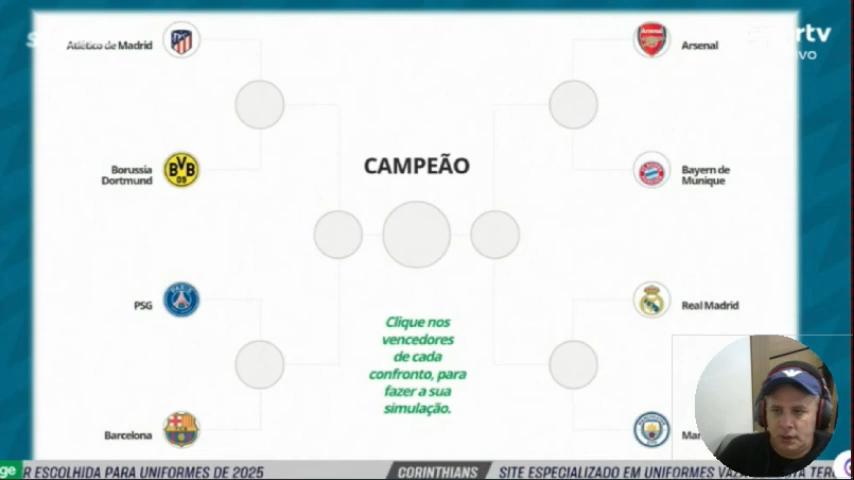 Atlético de Madrid
Arsenal
Borussia
Dortmund
Bayern de
Munique
CAMPEÃO
PSG
Real Madrid
Clique nos
vencedores
de cada
confronto, para
fazer a sua
simulação.
Barcelona
R ESCOLHIDA PARA UNIFORMES DE 2025
CORINTHIANS
SITE ESPECIALIZADO EM UNIFORMES